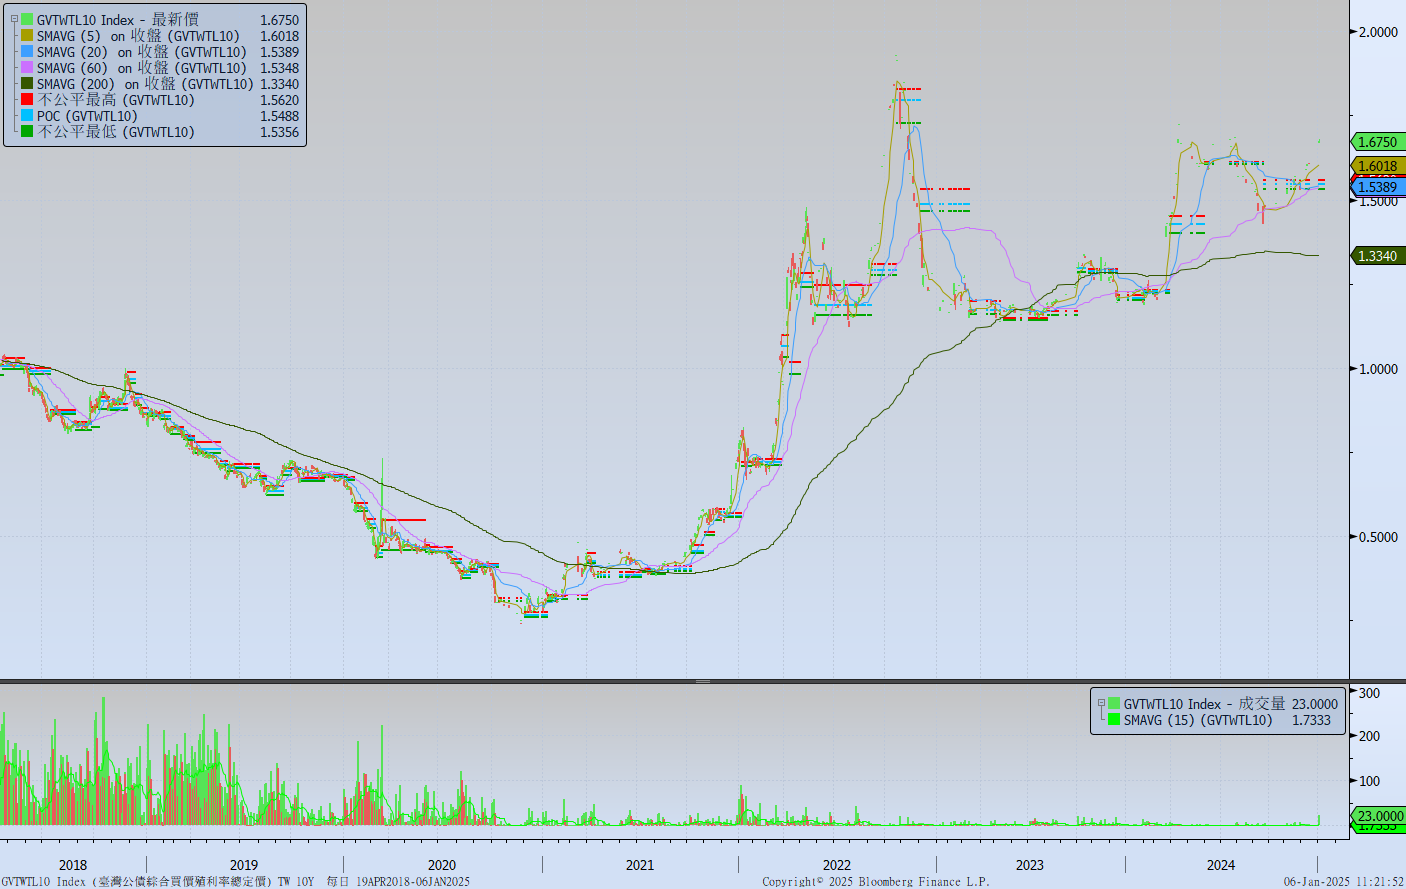 GVTWTL10 Index - 最新價 1.6750
SMAVG (5) on 收盤 (GVTWTL10) 1.6018
SMAVG (20) on 收盤 (GVTWTL10) 1.5389
SMAVG (60) on 收盤 (GVTWTL10) 1.5348
SMAVG (200) on 收盤 (GVTWTL10) 1.3340
不公平最高 (GVTWTL10) 1.5620
POC (GVTWTL10) 1.5488
不公平最低 (GVTWTL10) 1.5356
2.0000
1.6750
1.6018
1.5389
1.5000
1.3340
1.0000
0.5000
GVTWTL10 Index - 成交量 23.0000
SMAVG (15) (GVTWTL10) 1.7333
300
200
100
23.0000
1.7333
2018 2019 2020 2021 2022 2023 2024
GVTWTL10 Index (臺灣公債綜合買價殖利率總定價) TW 10Y 每日 19APR2018-06JAN2025 Copyright© 2025 Bloomberg Finance L.P. 06-Jan-2025 11:21:52